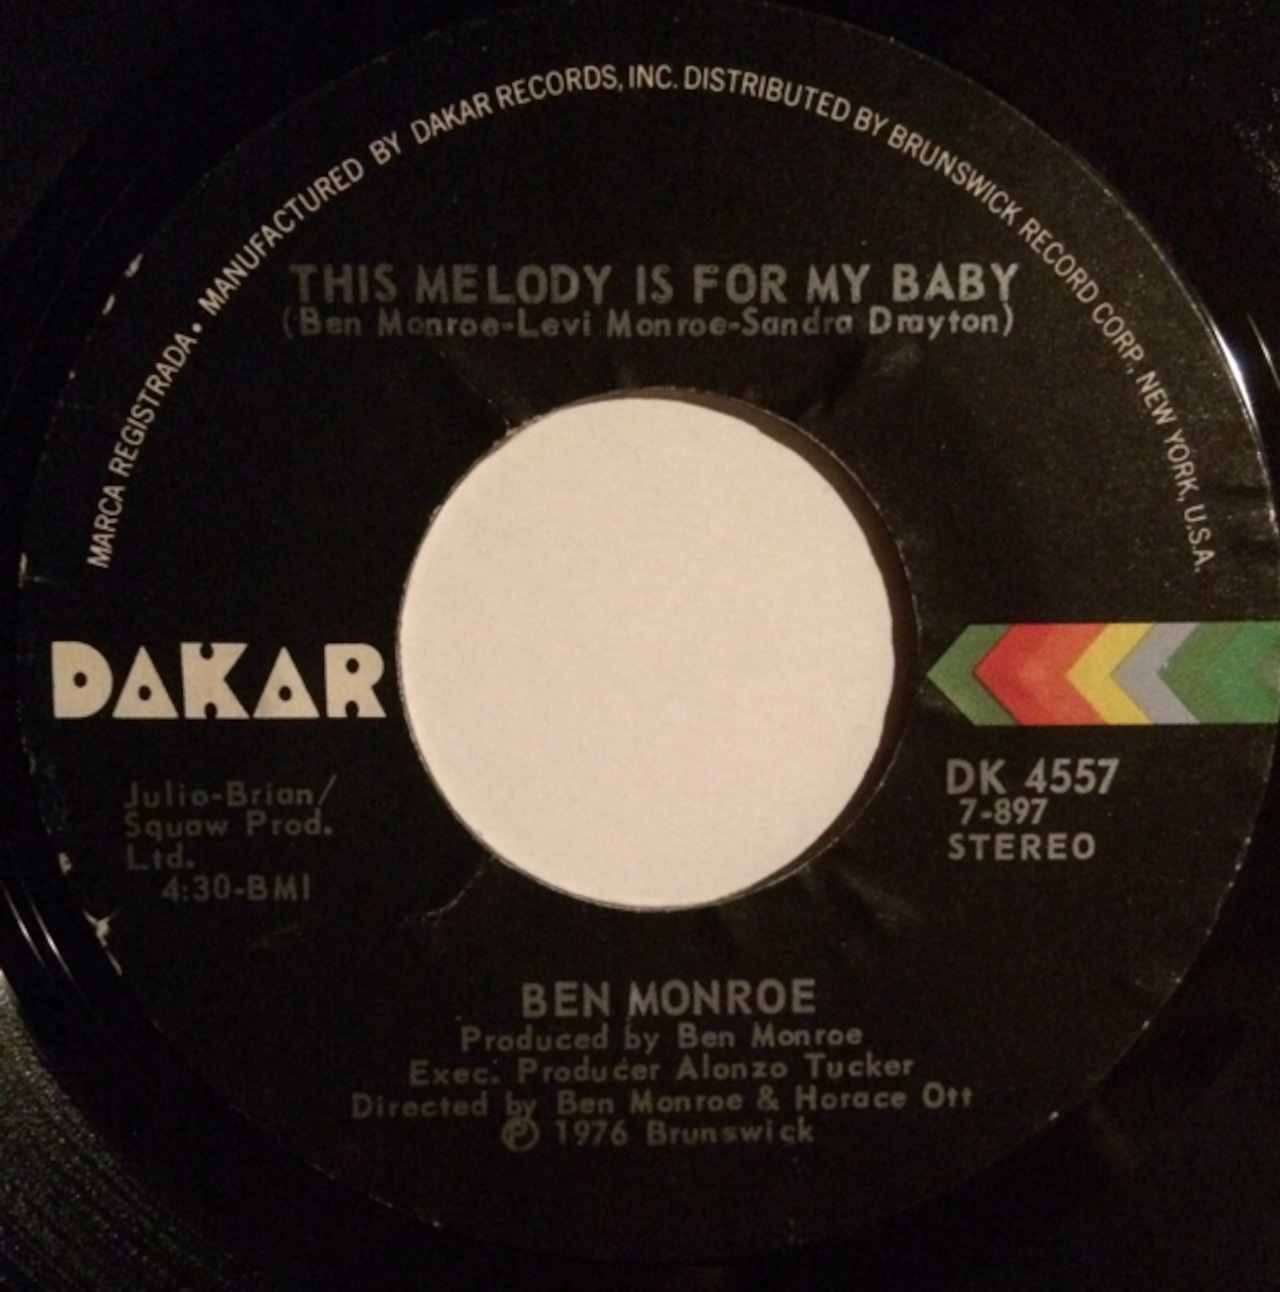 MARCA REGISTRADA• MANUFACTURED BY DAKAR RECORDS, INC. DISTRIBUTED BY BRUNSWICK RECORD CORP., NEW YORK, U.S.A.
THIS MELODY IS FOR MY BABY
(Ben Monroe-Levi Monroe-Sandra Drayton)
DAKAR
Julio-Brian/
Squaw Prod.
Ltd.
4:30-BMI
DK 4557
7-897
STEREO
BEN MONROE
Produced by Ben Monroe
Exec. Producer Alonzo Tucker
Directed by Ben Monroe & Horace Ott
℗ 1976 Brunswick